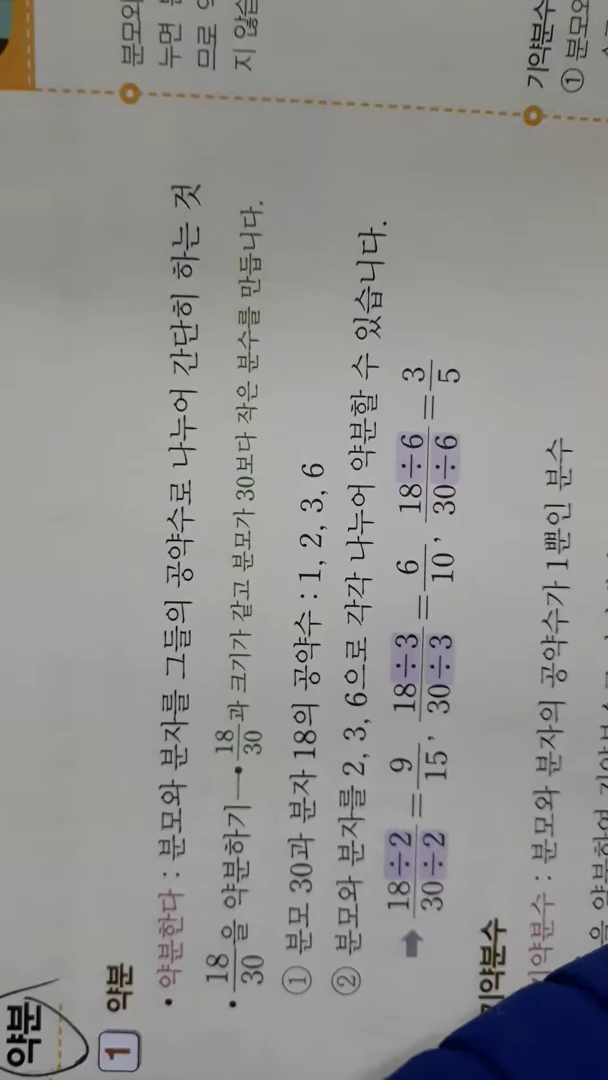 약분
1 약분
• 약분한다 : 분모와 분자를 그들의 공약수로 나누어 간단히 하는 것
• 18/30을 약분하기 ─• 18/30과 크기가 같고 분모가 30보다 작은 분수를 만듭니다.
① 분모 30과 분자 18의 공약수 : 1, 2, 3, 6
② 분모와 분자를 2, 3, 6으로 각각 나누어 약분할 수 있습니다.
➡ 18÷2/30÷2 = 9/15, 18÷3/30÷3 = 6/10, 18÷6/30÷6 = 3/5
기약분수
기약분수 : 분모와 분자의 공약수가 1뿐인 분수
분모와
누면
므로
지 않습
기약분수
① 분모와